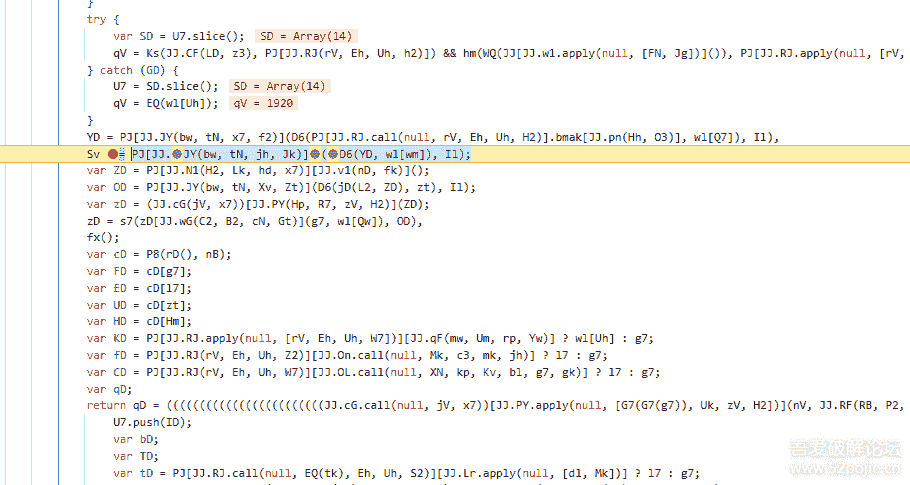 }
try {
var SD = U7.slice(); SD = Array(14)
qV = Ks(JJ.CF(LD, z3), PJ[JJ.RJ(rV, Eh, Uh, h2)]) && hm(WQ(JJ[JJ.w1.apply(null, [FN, Jg])]()), PJ[JJ.RJ.apply(null, [rV,
} catch (GD) {
U7 = SD.slice(); SD = Array(14)
qV = EQ(wl[Uh]); qV = 1920
}
YD = PJ[JJ.JY(bw, tN, x7, f2)](D6(PJ[JJ.RJ.call(null, rV, Eh, Uh, H2)].bmak[JJ.pn(Hh, O3)], wl[Q7]), Il),
Sv = PJ[JJ.JY(bw, tN, jh, Jk)](D6(YD, wl[wm]), Il);
var ZD = PJ[JJ.N1(H2, Lk, hd, x7)][JJ.v1(nD, fk)]();
var OD = PJ[JJ.JY(bw, tN, Xv, Zt)](D6(jD(L2, ZD), zt), Il);
var zD = (JJ.cG(jV, x7))[JJ.PY(Hp, R7, zV, H2)](ZD);
zD = s7(zD[JJ.wG(C2, B2, cN, Gt)](g7, wl[Qw]), OD),
fx();
var cD = P8(rD(), nB);
var FD = cD[g7];
var ED = cD[l7];
var UD = cD[zt];
var HD = cD[Hm];
var KD = PJ[JJ.RJ.apply(null, [rV, Eh, Uh, W7])][JJ.qF(mw, Um, rp, Yw)] ? wl[Uh] : g7;
var fD = PJ[JJ.RJ(rV, Eh, Uh, Z2)][JJ.On.call(null, Mk, c3, mk, jh)] ? l7 : g7;
var CD = PJ[JJ.RJ(rV, Eh, Uh, W7)][JJ.OL.call(null, XN, kp, Kv, bl, g7, gk)] ? l7 : g7;
var qD;
return qD = ((((((((((((((((((((((((JJ.cG.call(null, jV, x7))[JJ.PY.apply(null, [G7(G7(g7)), Uk, zV, H2])](nV, JJ.RF(RB, P2,
U7.push(ID);
var bD;
var TD;
var tD = PJ[JJ.RJ.call(null, EQ(tk), Eh, Uh, S2)][JJ.Lr.apply(null, [dl, Mk])] ? l7 : g7;
吾爱破解论坛
www.52pojie.cn